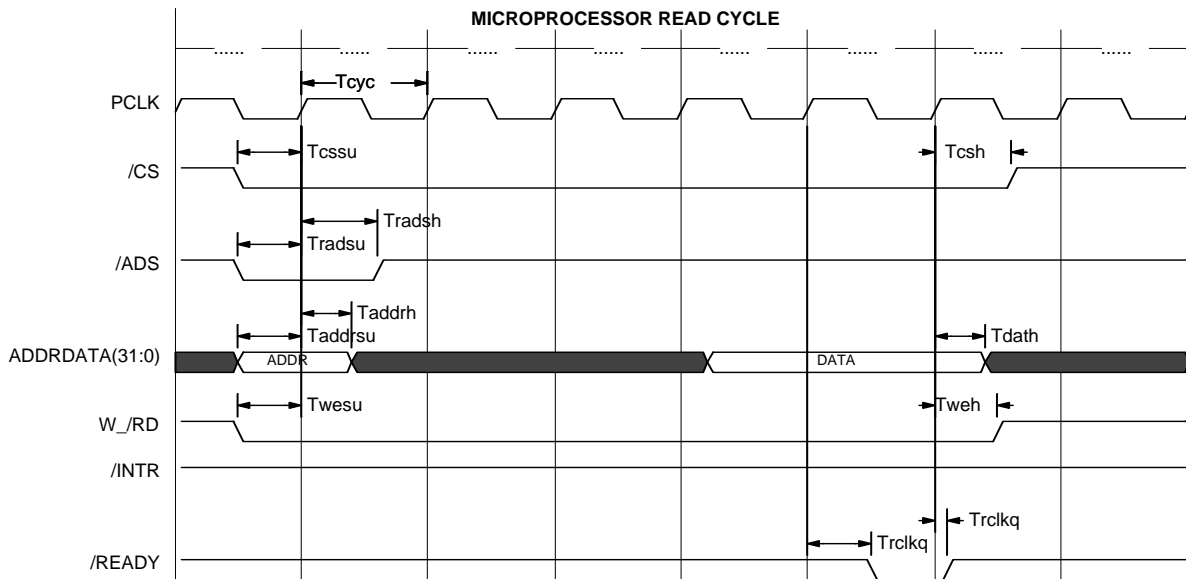 MICROPROCESSOR READ CYCLE
...... ...... ...... ...... ...... ...... ...... ......
Tcyc
PCLK
Tcssu
Tcsh
/CS
Tradsh
Tradsu
/ADS
Taddrh
Taddrsu
Tdath
ADDRDATA(31:0)
ADDR
DATA
Twesu
Tweh
W_/RD
/INTR
Trclkq
Trclkq
/READY